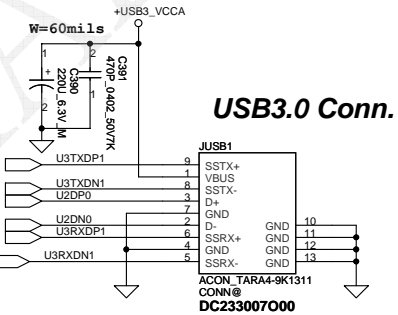 +USB3_VCCA
W=60mils
1
+
2
C390
220U_6.3V_M
2
1
C391
470P_0402_50V7K
USB3.0 Conn.
JUSB1
U3TXDP1 9 SSTX+
1 VBUS
U3TXDN1 8 SSTX-
U2DP0 3 D+
7 GND
U2DN0 2 D- GND 10
U3RXDP1 6 SSRX+ GND 11
4 GND GND 12
U3RXDN1 5 SSRX- GND 13
ACON_TARA4-9K1311
CONN@
DC233007O00